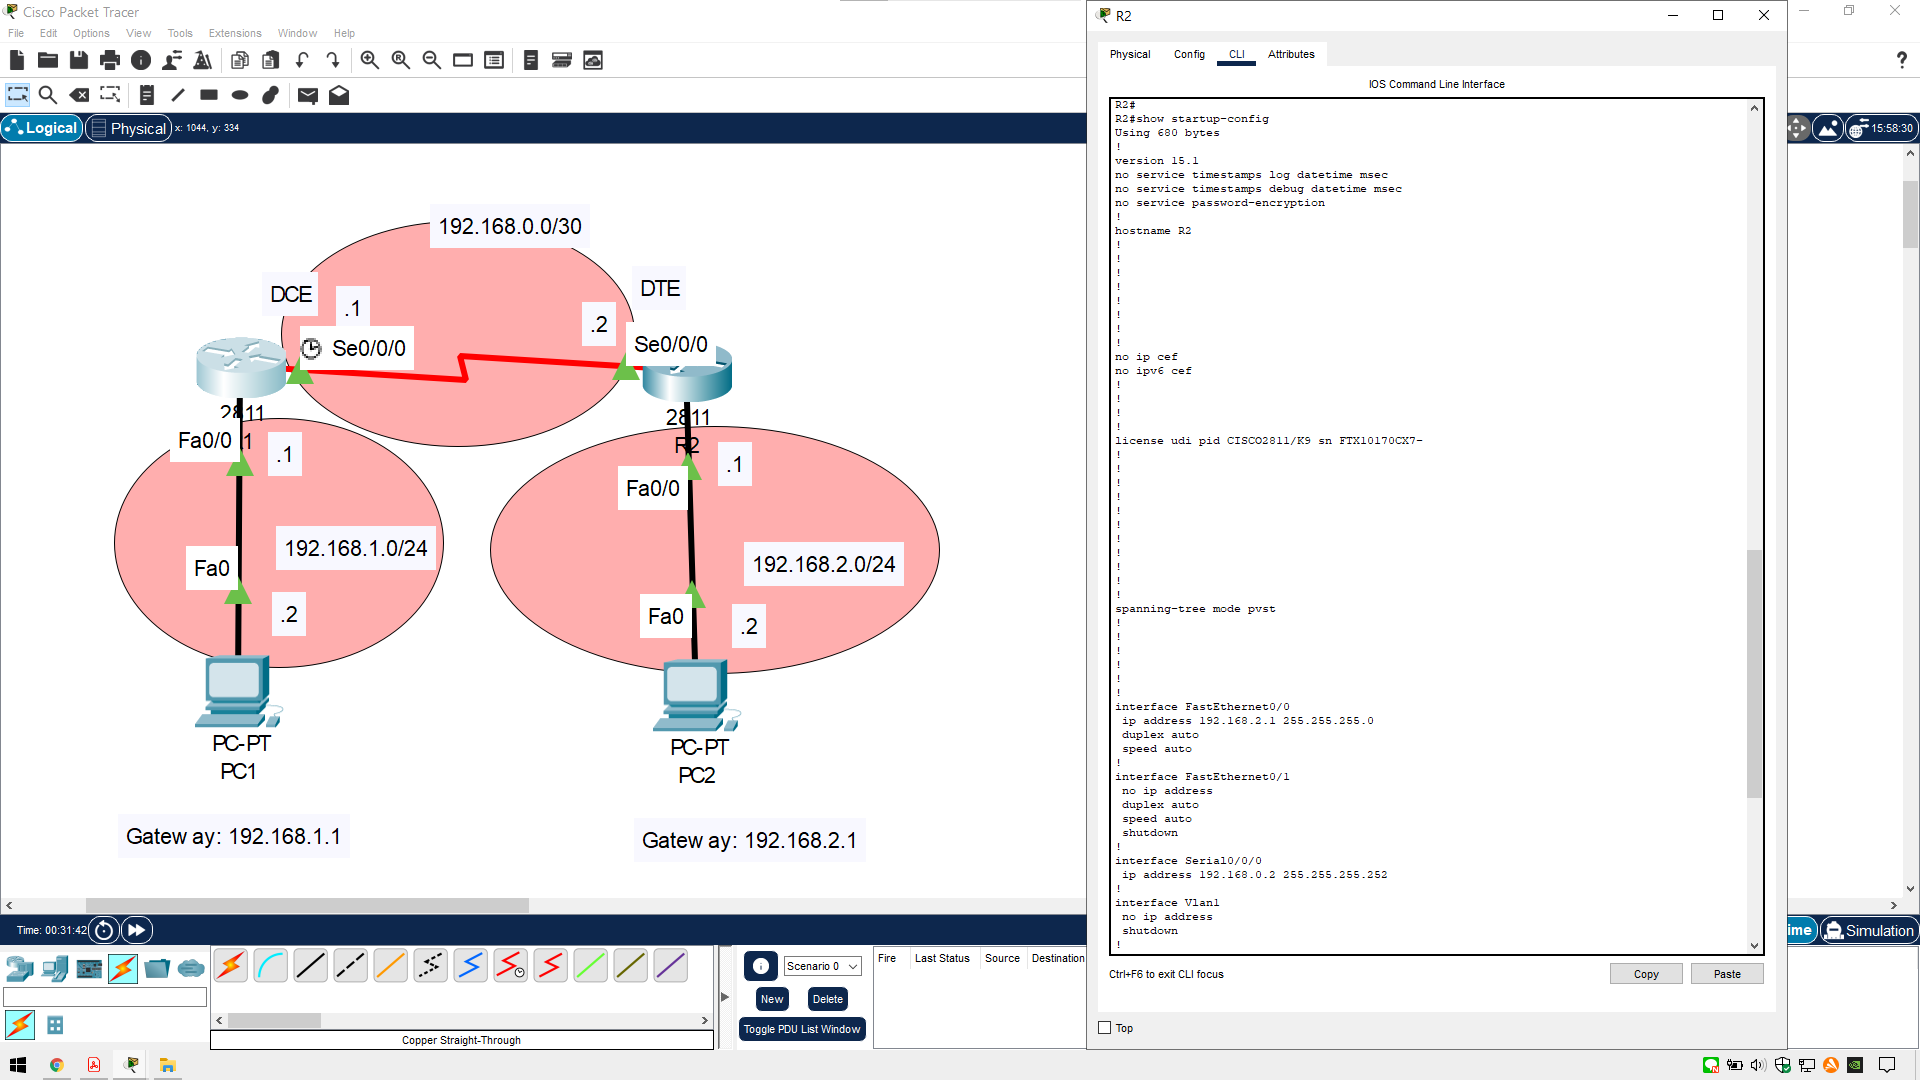 Cisco Packet Tracer
File Edit Options View Tools Extensions Window Help
Logical
Physical
x: 1044, y: 334
192.168.0.0/30
DCE
.1
DTE
.2
Se0/0/0
Se0/0/0
2811
Fa0/0
1
.1
2811
R2
.1
Fa0/0
192.168.1.0/24
Fa0
.2
192.168.2.0/24
Fa0
.2
PC-PT
PC1
PC-PT
PC2
Gatew ay: 192.168.1.1
Gatew ay: 192.168.2.1
Time: 00:31:42
Scenario 0
New
Delete
Toggle PDU List Window
Fire Last Status Source Destination
Copper Straight-Through
R2
Physical Config CLI Attributes
IOS Command Line Interface
R2#
R2#show startup-config
Using 680 bytes
!
version 15.1
no service timestamps log datetime msec
no service timestamps debug datetime msec
no service password-encryption
!
hostname R2
!
!
!
!
!
!
!
!
no ip cef
no ipv6 cef
!
!
!
!
license udi pid CISCO2811/K9 sn FTX10170CX7-
!
!
!
!
!
!
!
!
!
!
!
spanning-tree mode pvst
!
!
!
!
!
!
interface FastEthernet0/0
ip address 192.168.2.1 255.255.255.0
duplex auto
speed auto
!
interface FastEthernet0/1
no ip address
duplex auto
speed auto
shutdown
!
interface Serial0/0/0
ip address 192.168.0.2 255.255.255.252
!
interface Vlan1
no ip address
shutdown
!
Ctrl+F6 to exit CLI focus
Copy
Paste
Top
15:58:30
ime
Simulation